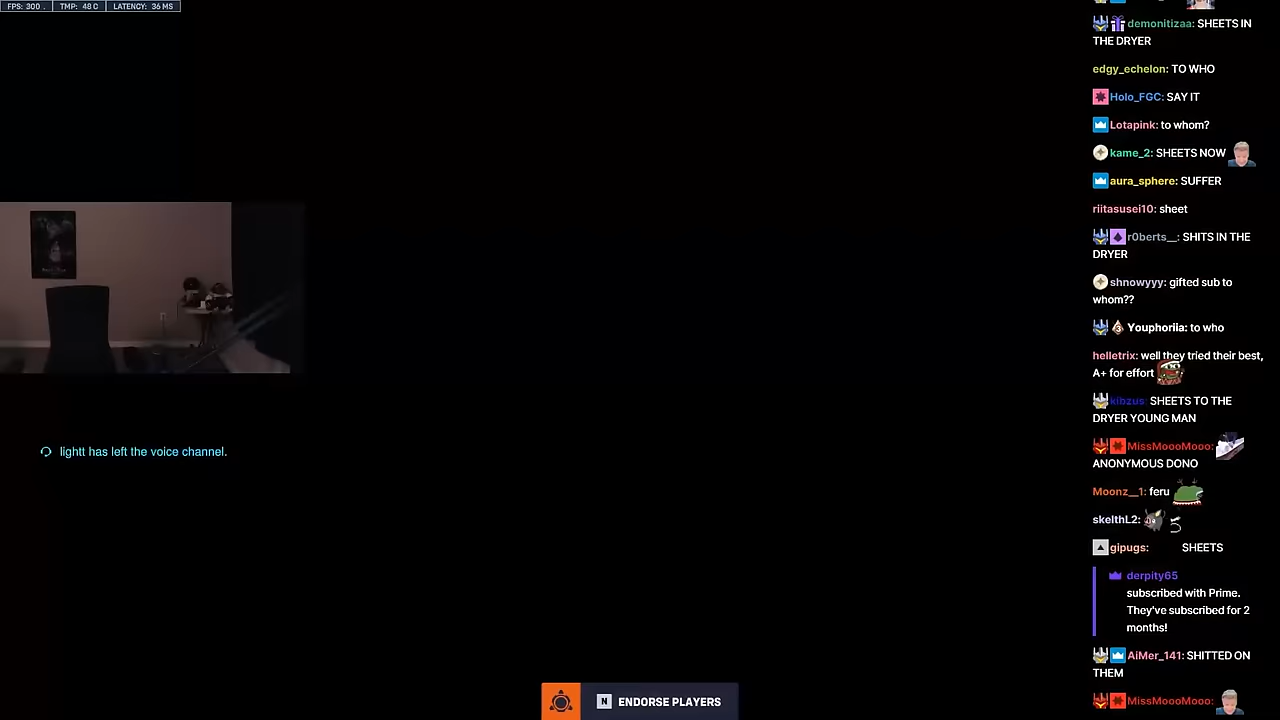 FPS: 300 . TMP: 48 C LATENCY: 36 MS
demonitizaa: SHEETS IN
THE DRYER
edgy_echelon: TO WHO
Holo_FGC: SAY IT
Lotapink: to whom?
kame_2: SHEETS NOW
aura_sphere: SUFFER
riitasusei10: sheet
r0berts__: SHITS IN THE
DRYER
shnowyyy: gifted sub to
whom??
Youphoriia: to who
helletrix: well they tried their best,
A+ for effort
kibzus: SHEETS TO THE
DRYER YOUNG MAN
lightt has left the voice channel.
MissMoooMooo:
ANONYMOUS DONO
Moonz__1: feru
skelthL2:
gipugs: SHEETS
derpity65
subscribed with Prime.
They've subscribed for 2
months!
AiMer_141: SHITTED ON
THEM
N ENDORSE PLAYERS
MissMoooMooo: